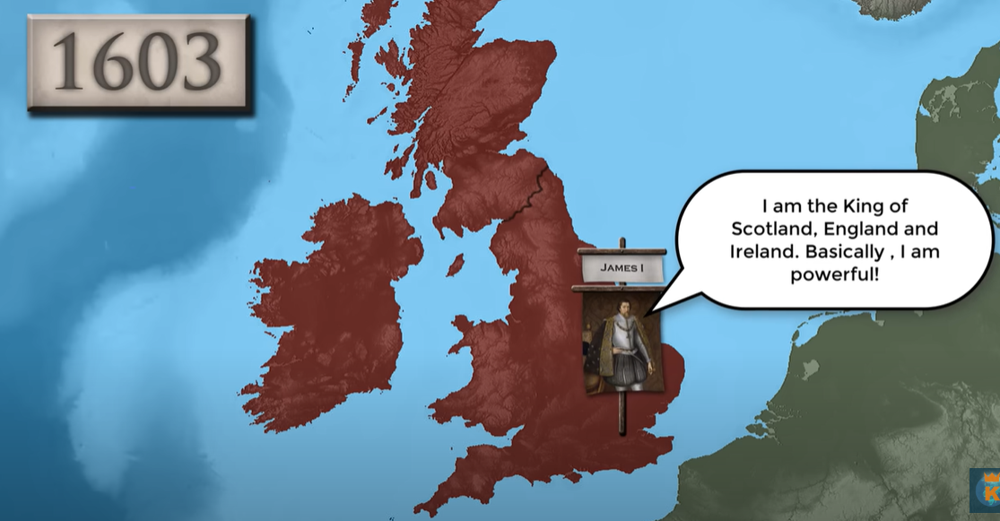 1603
I am the King of
Scotland, England and
Ireland. Basically , I am
powerful!
JAMES I
K